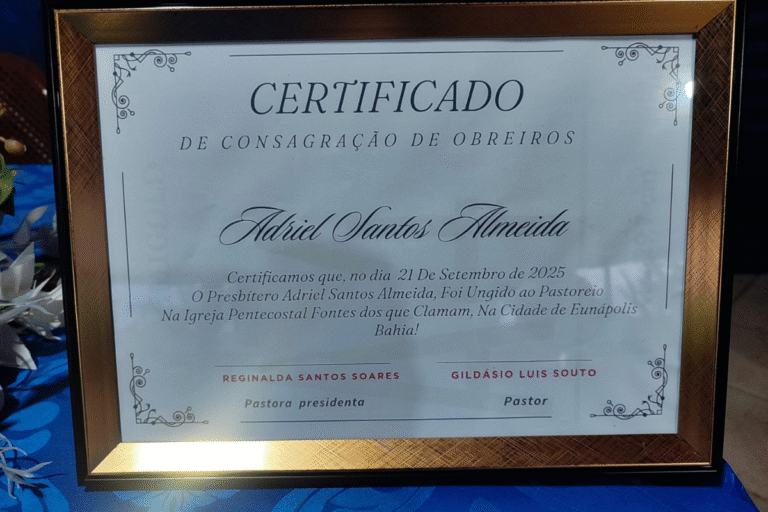 CERTIFICADO
DE CONSAGRAÇÃO DE OBREIROS
Adriel Santos Almeida
Certificamos que, no dia 21 De Setembro de 2025
O Presbítero Adriel Santos Almeida, Foi Ungido ao Pastoreio
Na Igreja Pentecostal Fontes dos que Clamam, Na Cidade de Eunápolis
Bahia!
REGINALDA SANTOS SOARES
Pastora presidenta
GILDÁSIO LUIS SOUTO
Pastor